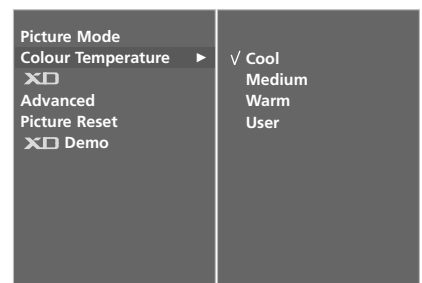 Picture Mode
Colour Temperature ►
XD
Advanced
Picture Reset
XD Demo
√ Cool
Medium
Warm
User